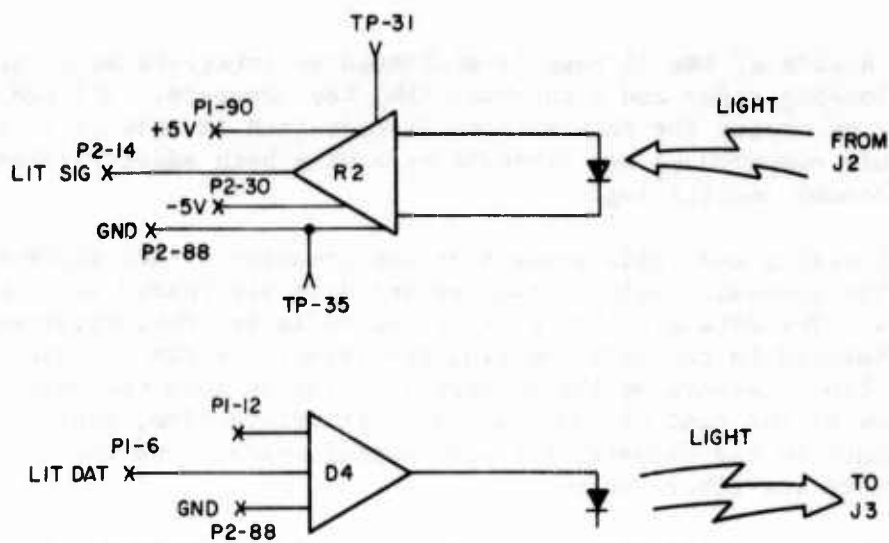 TP-31
P1-90
+5V
P2-14
LIT SIG
R2
P2-30
-5V
GND
P2-88
TP-35
LIGHT
FROM
J2
P1-12
P1-6
LIT DAT
D4
GND
P2-88
LIGHT
TO
J3